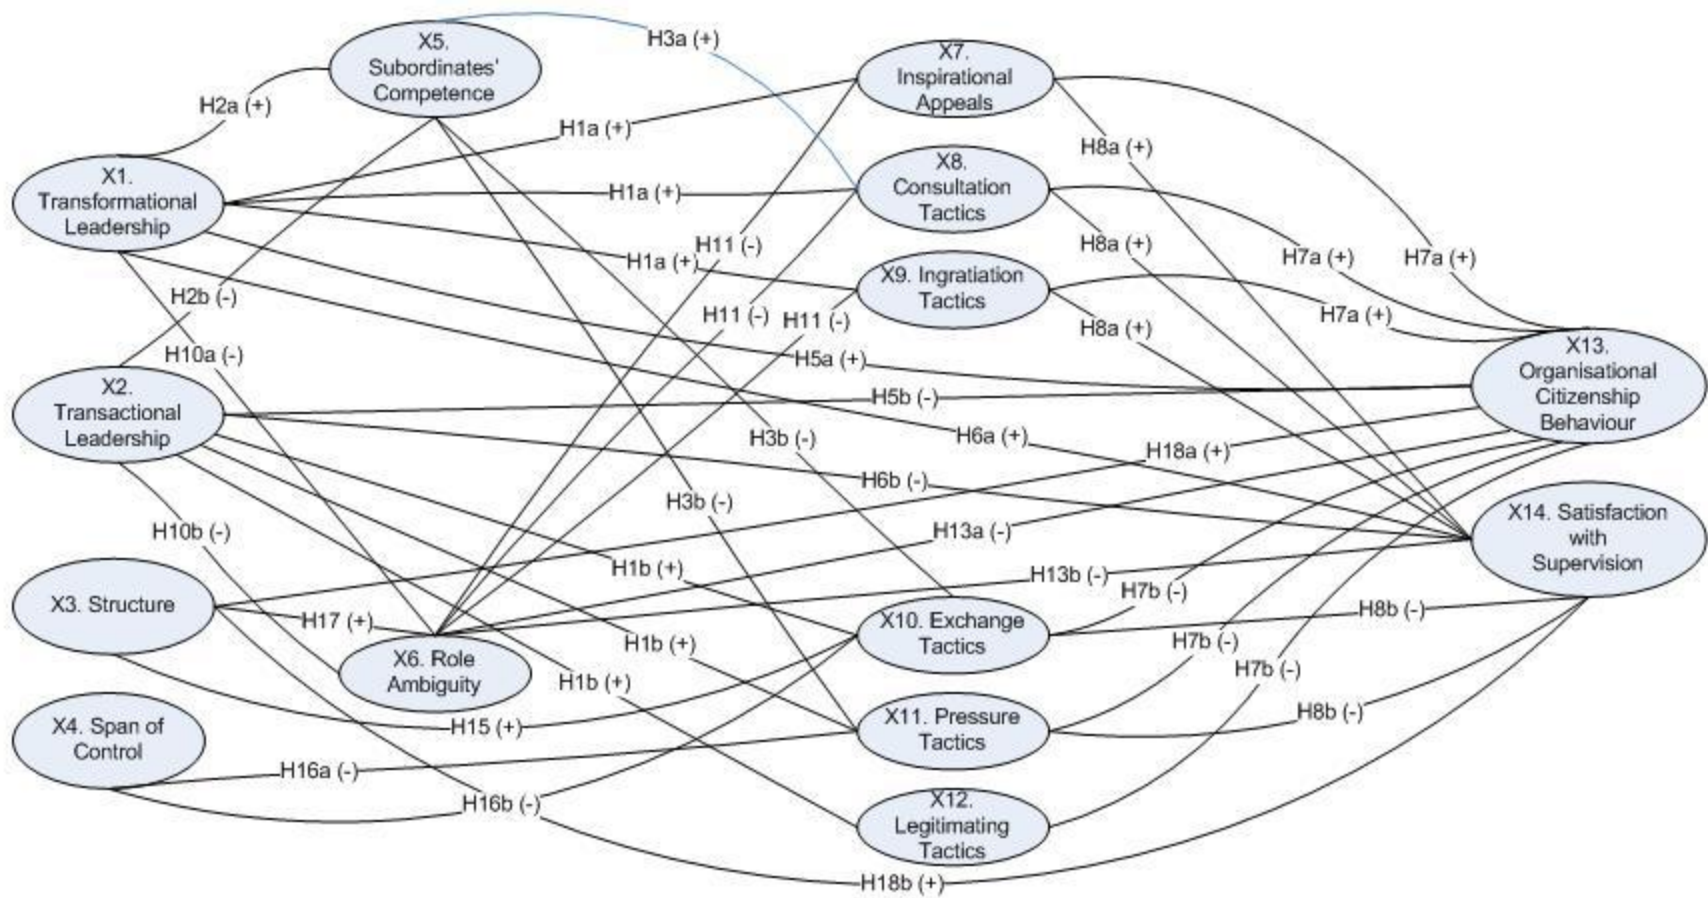 X5.
Subordinates'
Competence
H3a (+)
X7.
Inspirational
Appeals
H2a (+)
H1a (+)
H8a (+)
X1.
Transformational
Leadership
H1a (+)
X8.
Consultation
Tactics
H11 (-)
H8a (+)
H7a (+)
H7a (+)
H1a (+)
X9. Ingratiation
Tactics
H2b (-)
H11 (-)
H11 (-)
H8a (+)
H7a (+)
H10a (-)
H5a (+)
X13.
Organisational
Citizenship
Behaviour
X2.
Transactional
Leadership
H5b (-)
H3b (-)
H6a (+)
H18a (+)
H6b (-)
H3b (-)
H10b (-)
H13a (-)
X14. Satisfaction
with
Supervision
H1b (+)
H13b (-)
H7b (-)
X3. Structure
H17 (+)
H8b (-)
X10. Exchange
Tactics
H1b (+)
H7b (-)
X6. Role
Ambiguity
H1b (+)
H7b (-)
X4. Span of
Control
H15 (+)
X11. Pressure
Tactics
H8b (-)
H16a (-)
H16b (-)
X12.
Legitimating
Tactics
H18b (+)